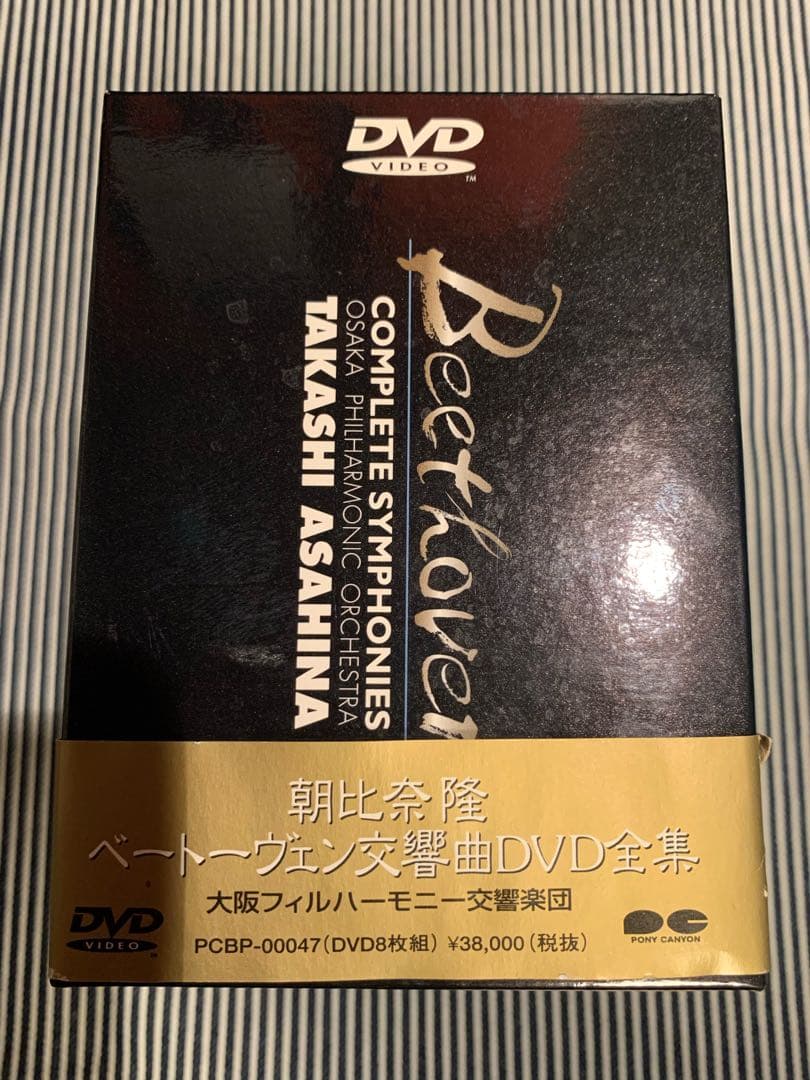 DVD
VIDEO
TM
Beethoven
COMPLETE SYMPHONIES
OSAKA PHILHARMONIC ORCHESTRA
TAKASHI ASAHINA
朝比奈 隆
ベートーヴェン交響曲DVD全集
大阪フィルハーモニー交響楽団
DVD
VIDEO
PCBP-00047(DVD8枚組) ¥38,000(税抜)
PC
PONY CANYON